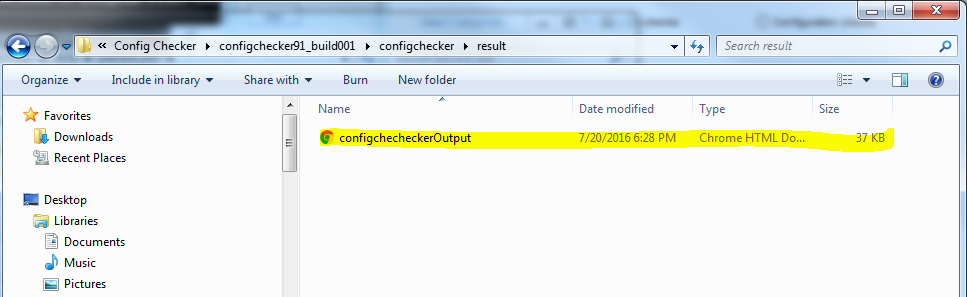 « Config Checker configchecker91_build001 configchecker result Search result
Organize Include in library Share with Burn New folder
Favorites
Downloads
Recent Places
Desktop
Libraries
Documents
Music
Pictures
Name Date modified Type Size
configchecheckerOutput 7/20/2016 6:28 PM Chrome HTML Do... 37 KB